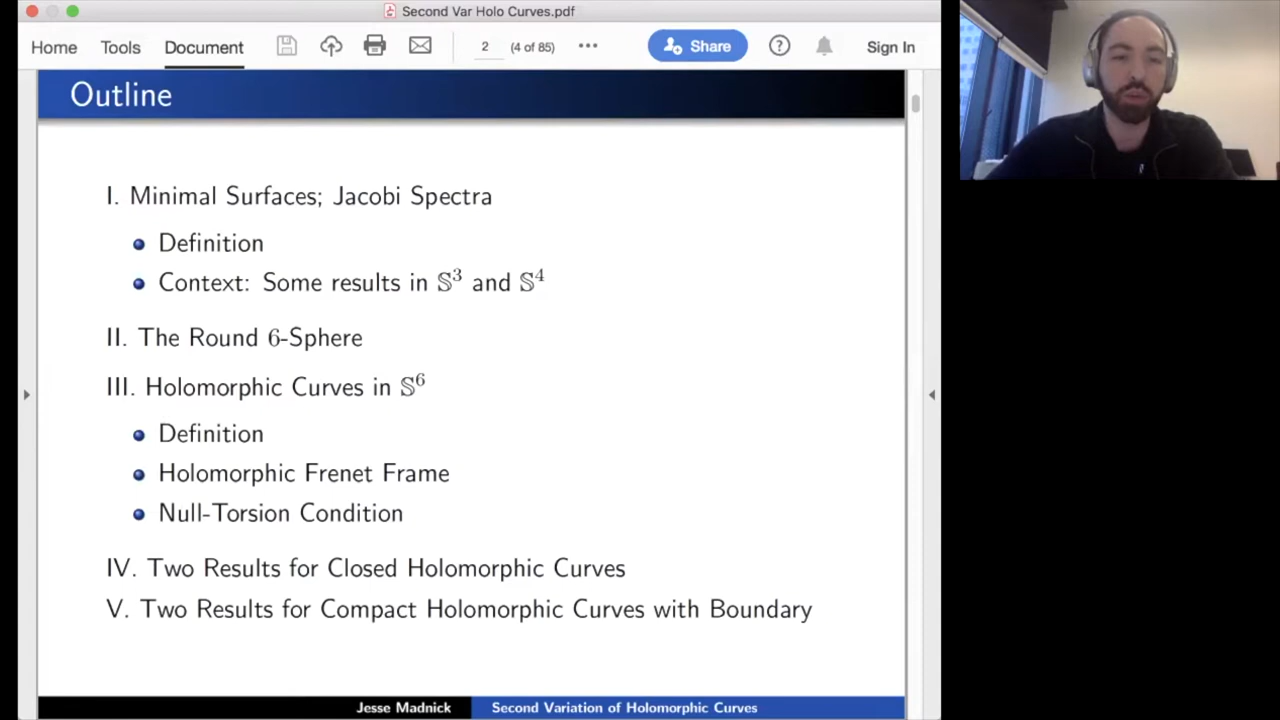 Second Var Holo Curves.pdf
Home Tools Document 2 (4 of 85) Share Sign In
Outline
I. Minimal Surfaces; Jacobi Spectra
Definition
Context: Some results in 𝕊³ and 𝕊⁴
II. The Round 6-Sphere
III. Holomorphic Curves in 𝕊⁶
Definition
Holomorphic Frenet Frame
Null-Torsion Condition
IV. Two Results for Closed Holomorphic Curves
V. Two Results for Compact Holomorphic Curves with Boundary
Jesse Madnick Second Variation of Holomorphic Curves